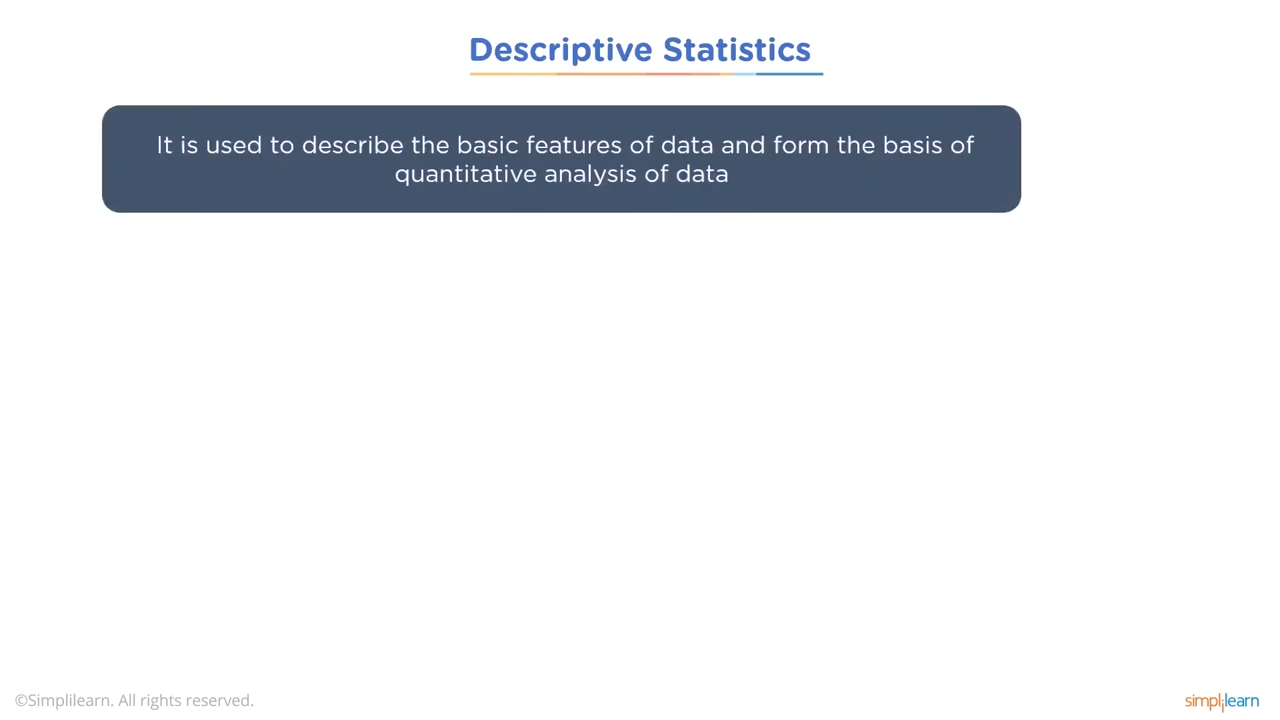 Descriptive Statistics
It is used to describe the basic features of data and form the basis of
quantitative analysis of data
©Simplilearn. All rights reserved.
simplilearn